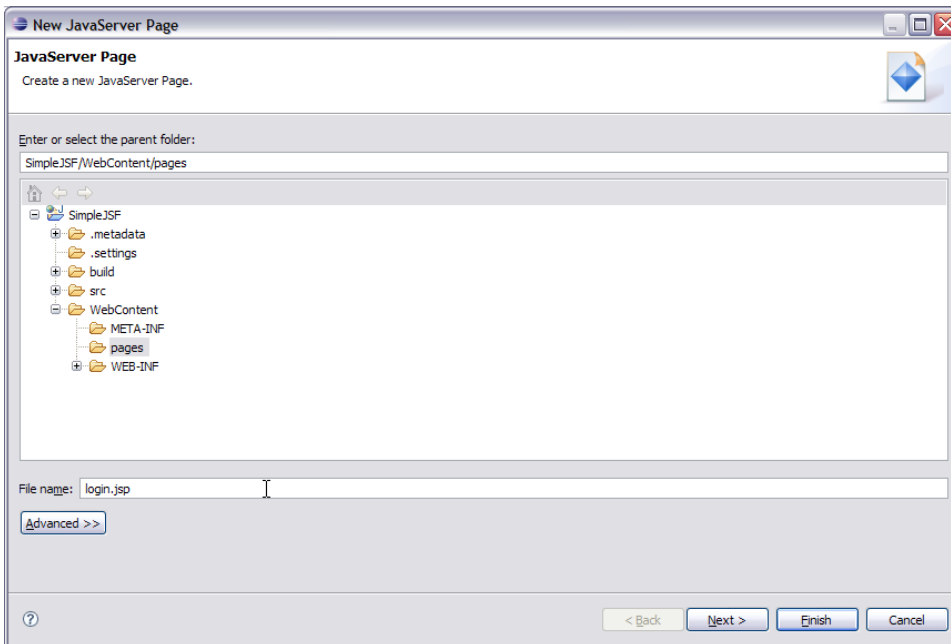 New JavaServer Page
JavaServer Page
Create a new JavaServer Page.
Enter or select the parent folder:
SimpleJSF/WebContent/pages
SimpleJSF
.metadata
.settings
build
src
WebContent
META-INF
pages
WEB-INF
File name: login.jsp
Advanced >>
? < Back Next > Finish Cancel